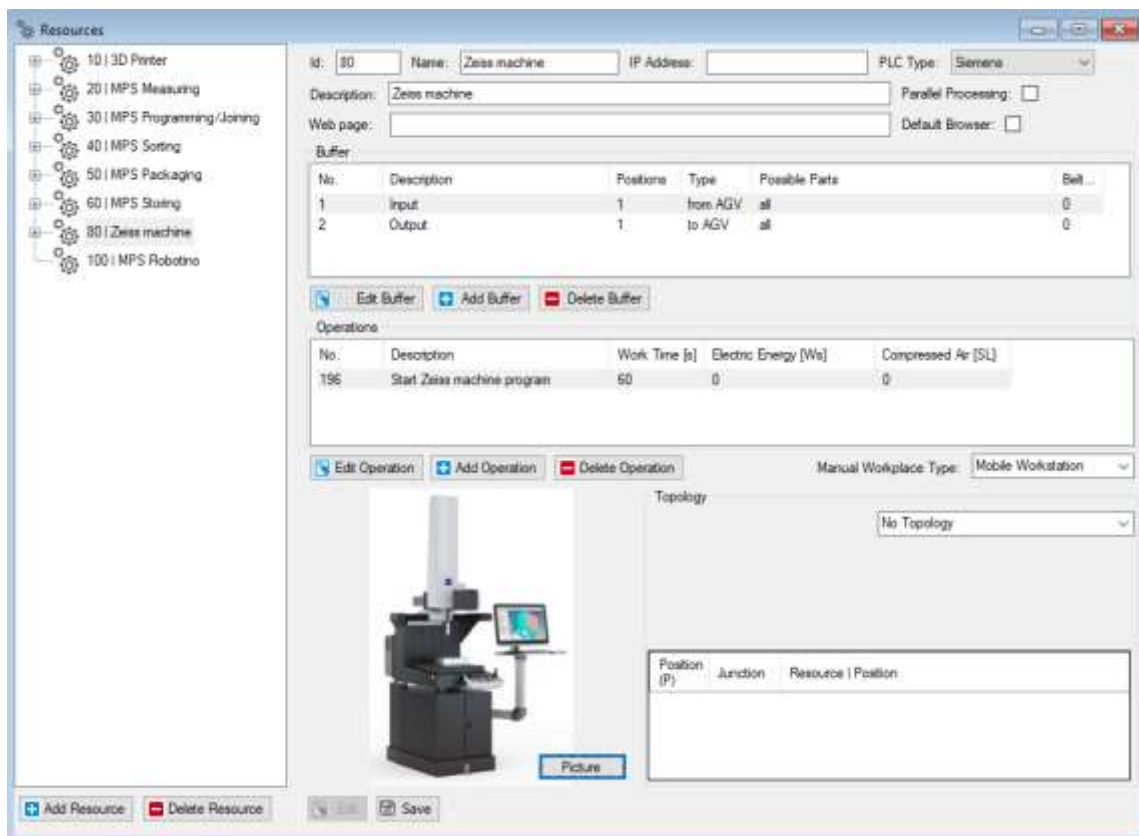 Resources
10 | 3D Printer
20 | MPS Measuring
30 | MPS Programming/Joining
40 | MPS Sorting
50 | MPS Packaging
60 | MPS Storing
80 | Zeiss machine
100 | MPS Robotino
Add Resource Delete Resource
Id: 80 Name: Zeiss machine IP Address: PLC Type: Siemens
Description: Zeiss machine Parallel Processing:
Web page: Default Browser:
Buffer
No. Description Positions Type Possible Parts Belt...
1 Input 1 from AGV all 0
2 Output 1 to AGV all 0
Edit Buffer Add Buffer Delete Buffer
Operations
No. Description Work Time [s] Electric Energy [Ws] Compressed Air [SL]
196 Start Zeiss machine program 60 0 0
Edit Operation Add Operation Delete Operation Manual Workplace Type: Mobile Workstation
Topology
No Topology
Position (P) Junction Resource | Position
Picture
Edit Save